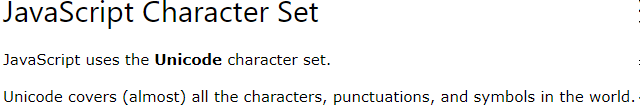 JavaScript Character Set
JavaScript uses the Unicode character set.
Unicode covers (almost) all the characters, punctuations, and symbols in the world.